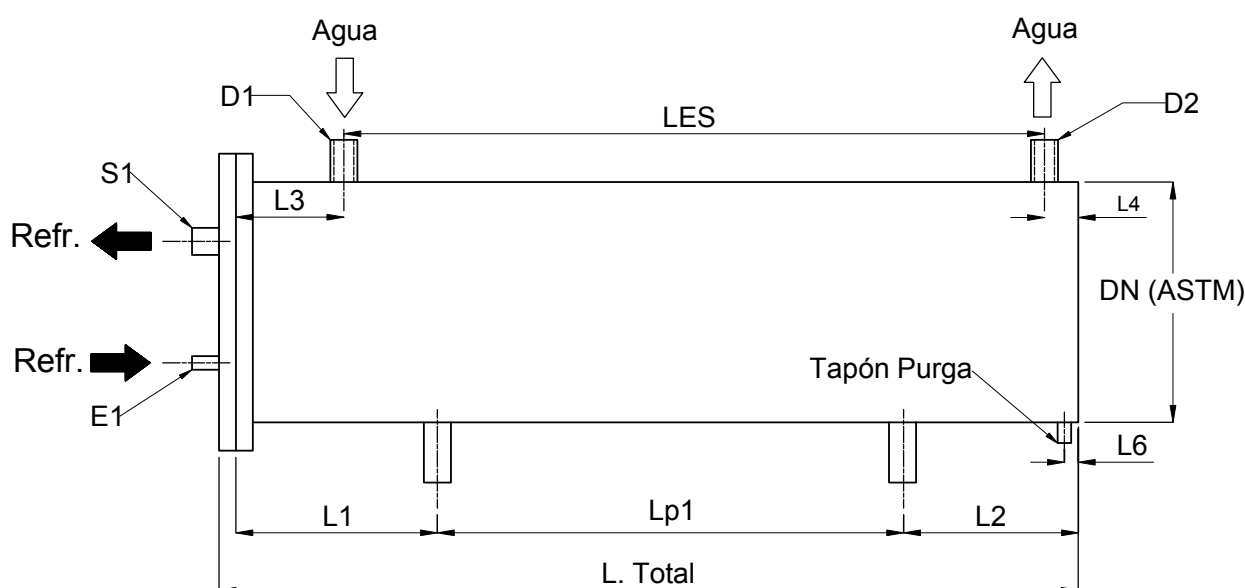 Agua
Agua
D1
LES
D2
S1
L3
L4
Refr.
DN (ASTM)
Refr.
Tapón Purga
E1
L6
L1
Lp1
L2
L. Total